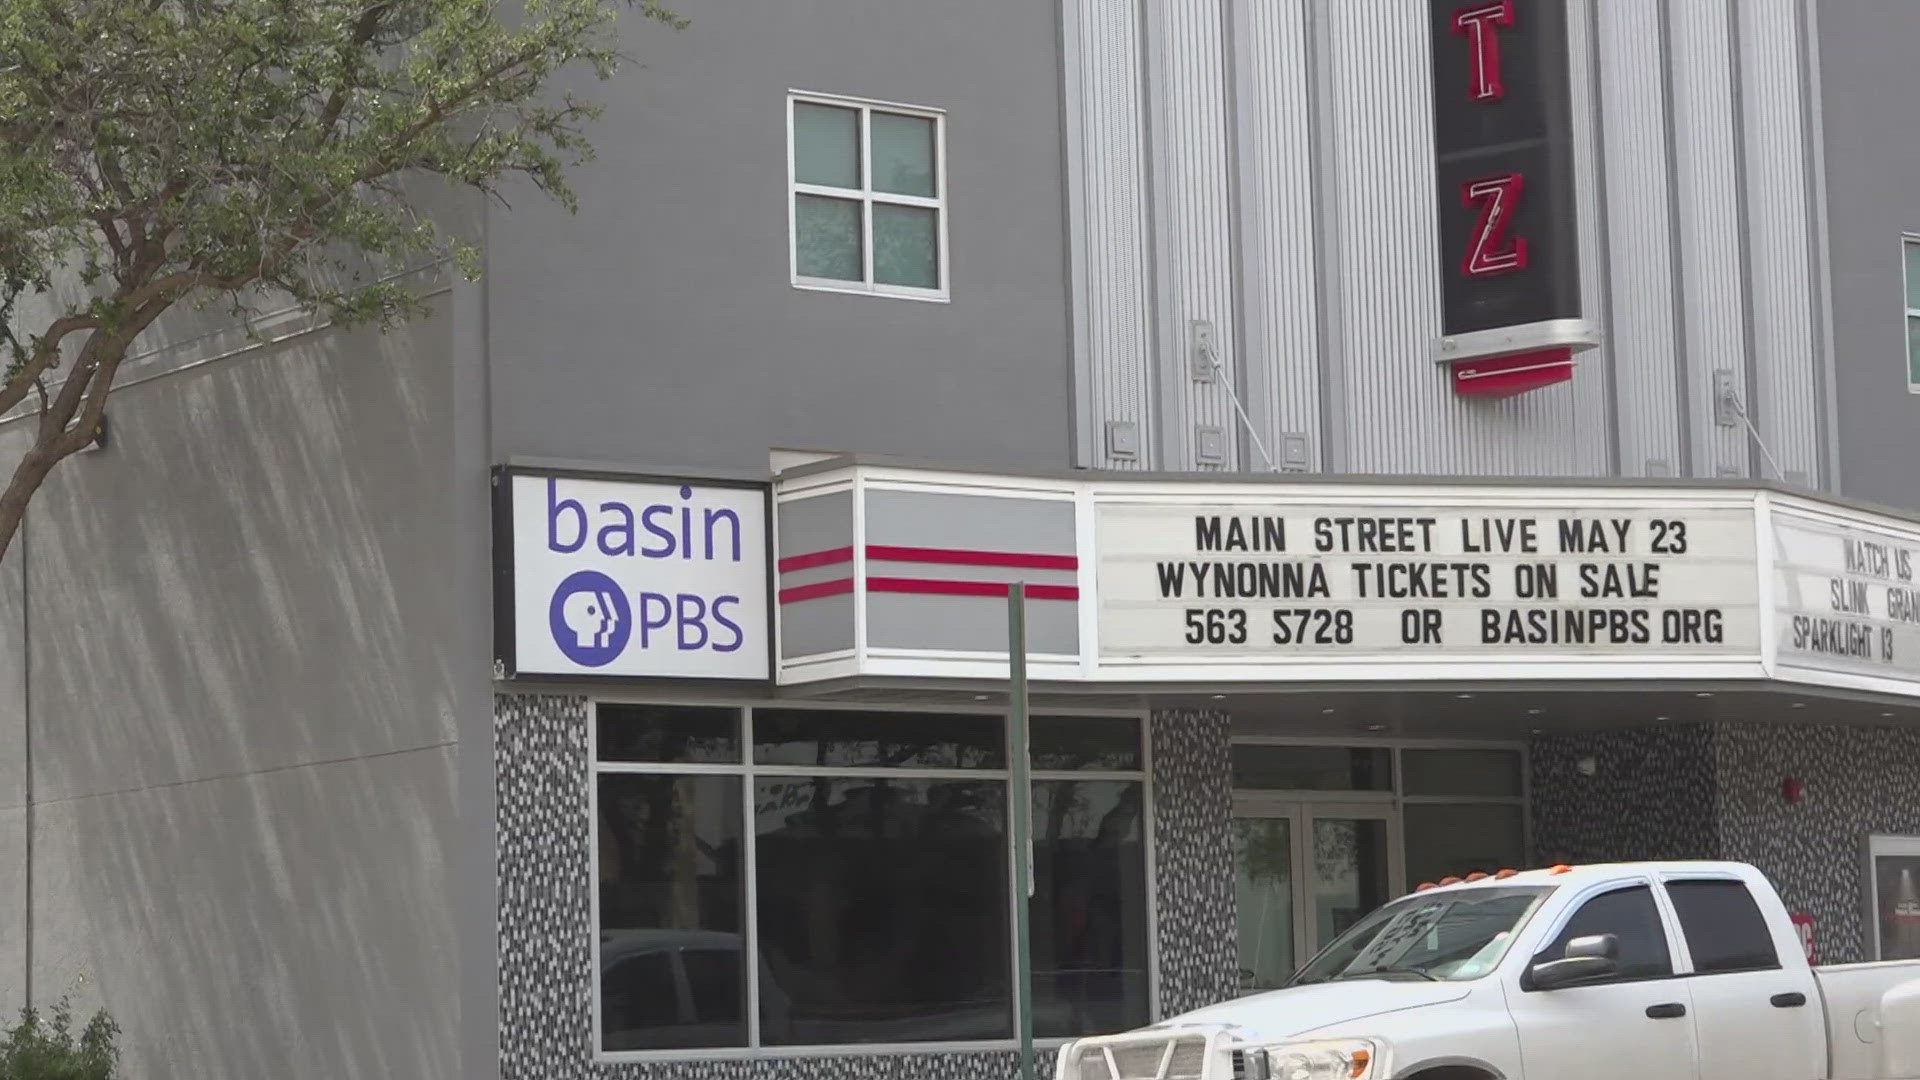 T
Z
basin
PBS
MAIN STREET LIVE MAY 23
WYNONNA TICKETS ON SALE
563 5728 OR BASINPBS.ORG
WATCH US
SLINK GRAN
SPARKLIGHT 13